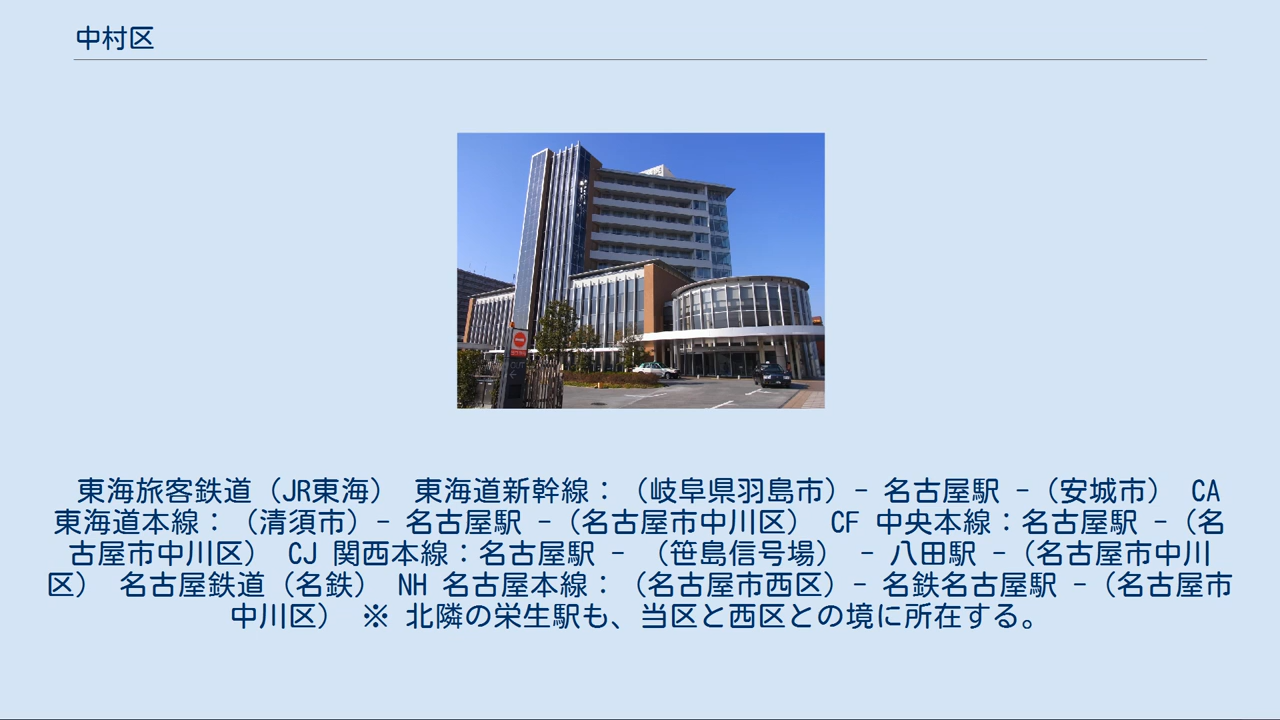 中村区
東海旅客鉄道（JR東海） 東海道新幹線：（岐阜県羽島市）- 名古屋駅 -（安城市） CA
東海道本線：（清須市）- 名古屋駅 -（名古屋市中川区） CF 中央本線：名古屋駅 -（名
古屋市中川区） CJ 関西本線：名古屋駅 - （笹島信号場） - 八田駅 -（名古屋市中川
区） 名古屋鉄道（名鉄） NH 名古屋本線：（名古屋市西区）- 名鉄名古屋駅 -（名古屋市
中川区） ※ 北隣の栄生駅も、当区と西区との境に所在する。